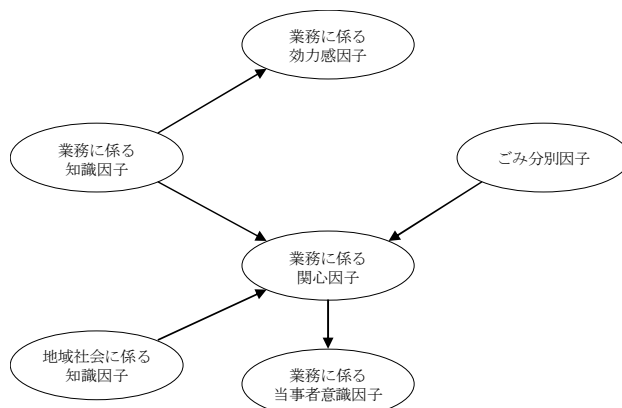 業務に係る
効力感因子
業務に係る
知識因子
ごみ分別因子
業務に係る
関心因子
地域社会に係る
知識因子
業務に係る
当事者意識因子